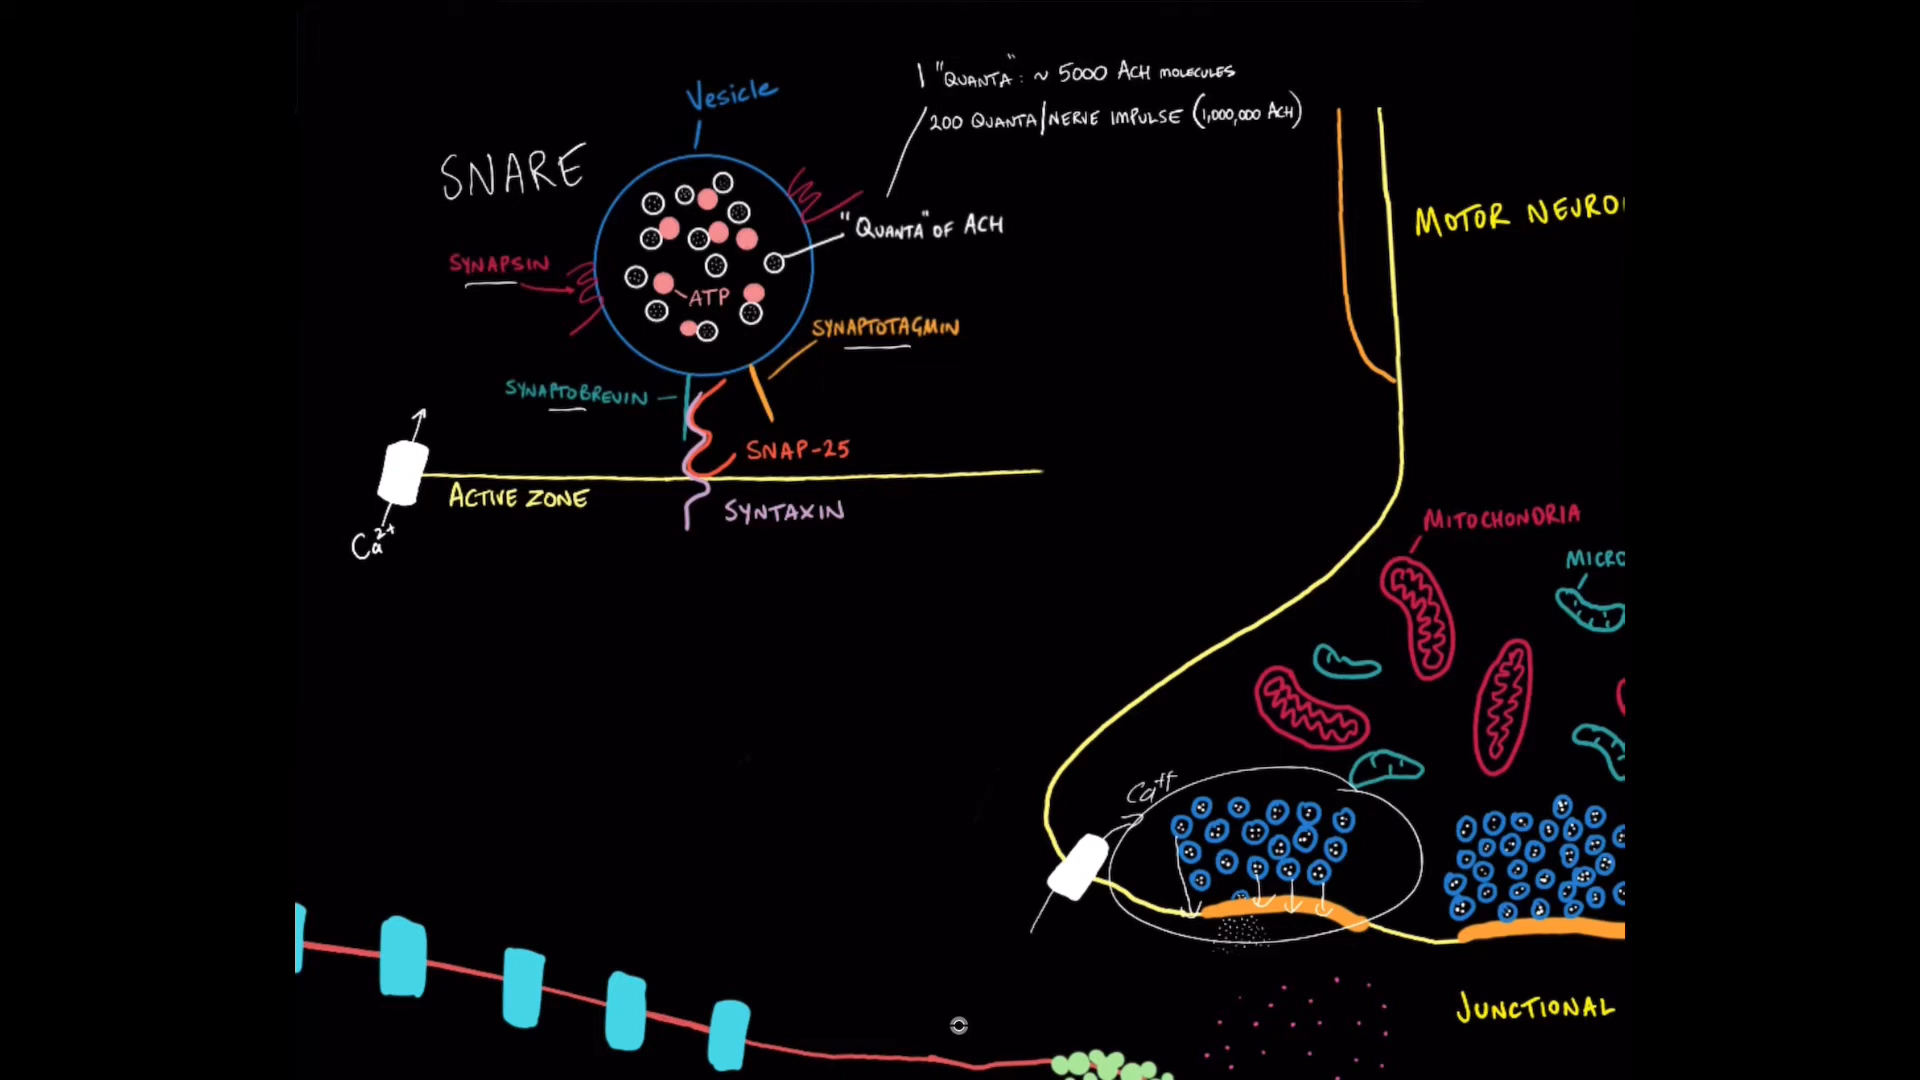 1 "QUANTA": ~ 5000 ACH MOLECULES
200 QUANTA/NERVE IMPULSE (1,000,000 ACH)
Vesicle
SNARE
"QUANTA" OF ACH
MOTOR NEURO
SYNAPSIN
ATP
SYNAPTOTAGMIN
SYNAPTOBREVIN
SNAP-25
ACTIVE ZONE
SYNTAXIN
Ca2+
MITOCHONDRIA
MICRO
Ca++
JUNCTIONAL